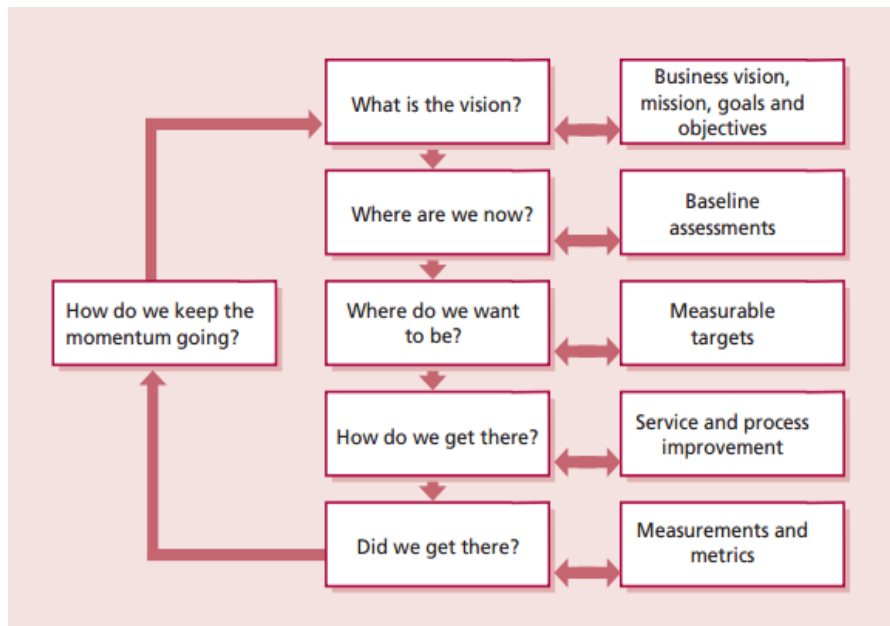 What is the vision?
Business vision,
mission, goals and
objectives
Where are we now?
Baseline
assessments
How do we keep the
momentum going?
Where do we want
to be?
Measurable
targets
How do we get there?
Service and process
improvement
Did we get there?
Measurements and
metrics